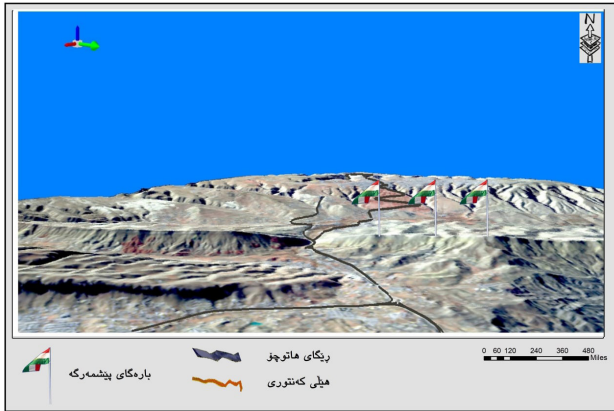 N
ڕێگای هاتوچۆ
هێڵی کەنتوری
بارەگای پێشمەرگە
0 60 120 240 360 480
Miles